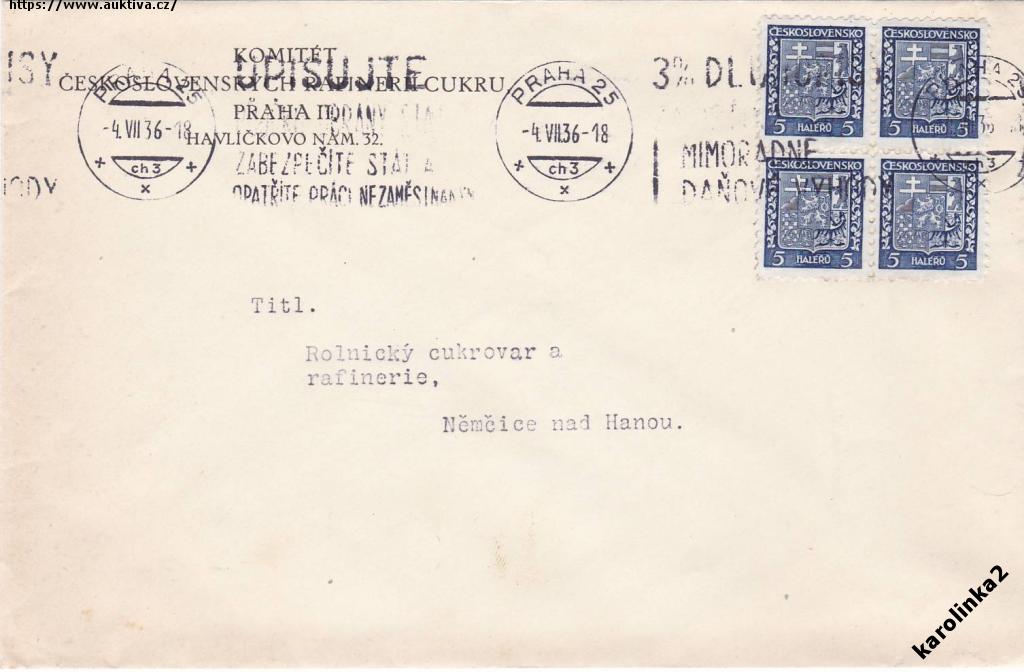 https://www.auktiva.cz/
KOMITÉT
ČESKOSLOVENSKÝCH RAFINERIÍ CUKRU
PRAHA II.
HAVLÍČKOVO NÁM. 32.
UPISUJTE
ZABEZPEČÍTE STÁT A
OPATŘÍTE PRÁCI NEZAMĚSTNANÝM
PRAHA 25
-4.VII.36-18
ch3
PRAHA 25
-4.VII.36-18
ch3
3%
MIMOŘÁDNÉ
DAŇOVÉ VÝHODY
ČESKOSLOVENSKO
5 HALÉŘŮ 5
ČESKOSLOVENSKO
5 HALÉŘŮ 5
5 HALÉŘŮ 5
5 HALÉŘŮ 5
Titl.
Rolnický cukrovar a
rafinerie,
Němčice nad Hanou.
karolinka2